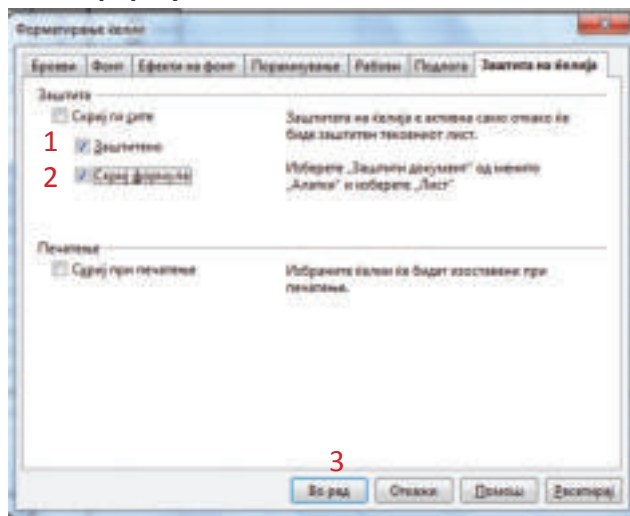 Форматирање ќелии
Броеви Фонт Ефекти на фонт Порамнување Рабови Подлога Заштита на ќелија
Заштита
Скриј ги сите
Заштитата на ќелија е активна само откако ќе
биде заштитен тековниот лист.
1 Заштитено
2 Скриј формула
Изберете „Заштити документ“ од менито
„Алатки“ и изберете „Лист“
Печатење
Скриј при печатење
Избраните ќелии ќе бидат изоставени при
печатење.
3
Во ред Откажи Помош Ресетирај